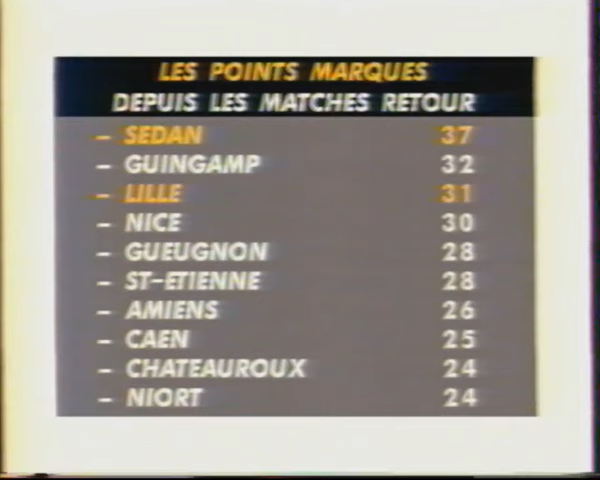 LES POINTS MARQUES
DEPUIS LES MATCHES RETOUR
- SEDAN 37
- GUINGAMP 32
- LILLE 31
- NICE 30
- GUEUGNON 28
- ST-ETIENNE 28
- AMIENS 26
- CAEN 25
- CHATEAUROUX 24
- NIORT 24